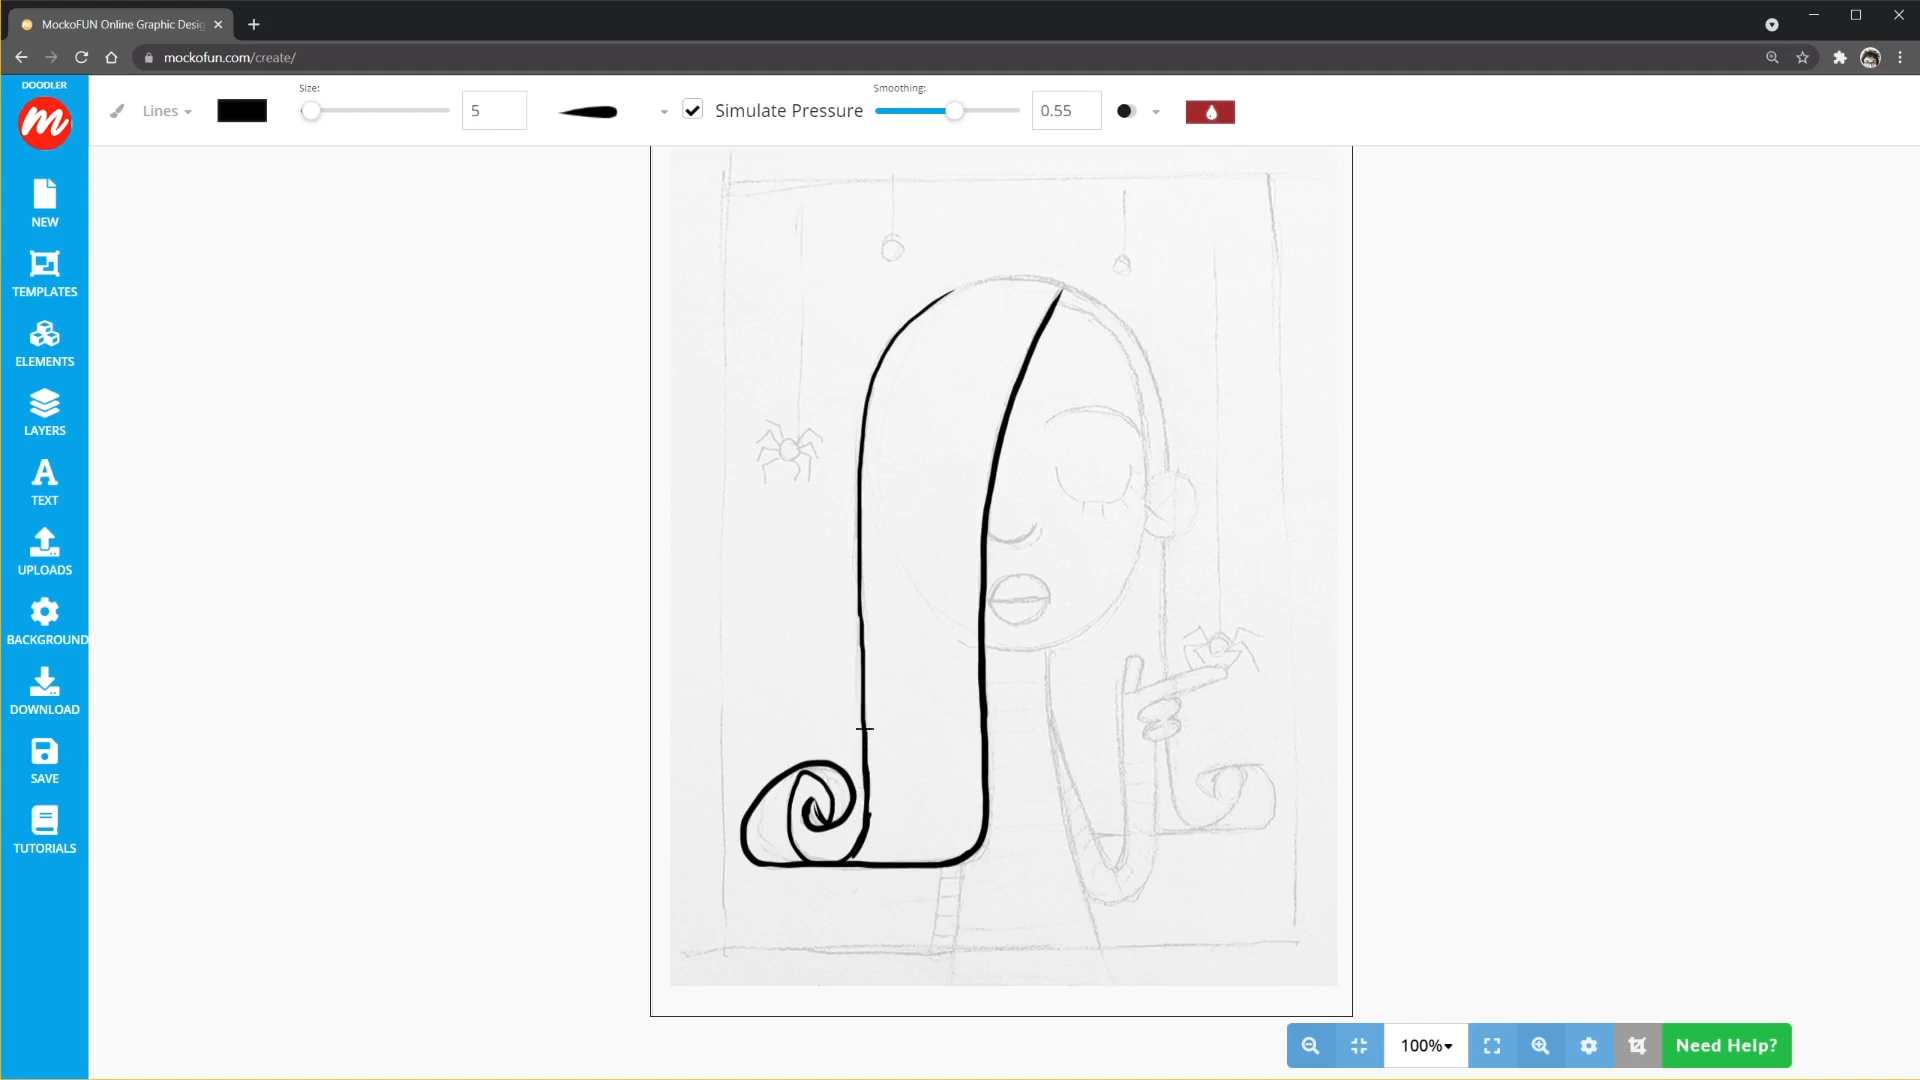 MockoFUN Online Graphic Desig
mockofun.com/create/
DOODLER
m
Lines
Size:
5
Simulate Pressure
Smoothing:
0.55
NEW
TEMPLATES
ELEMENTS
LAYERS
TEXT
UPLOADS
BACKGROUND
DOWNLOAD
SAVE
TUTORIALS
100%
Need Help?